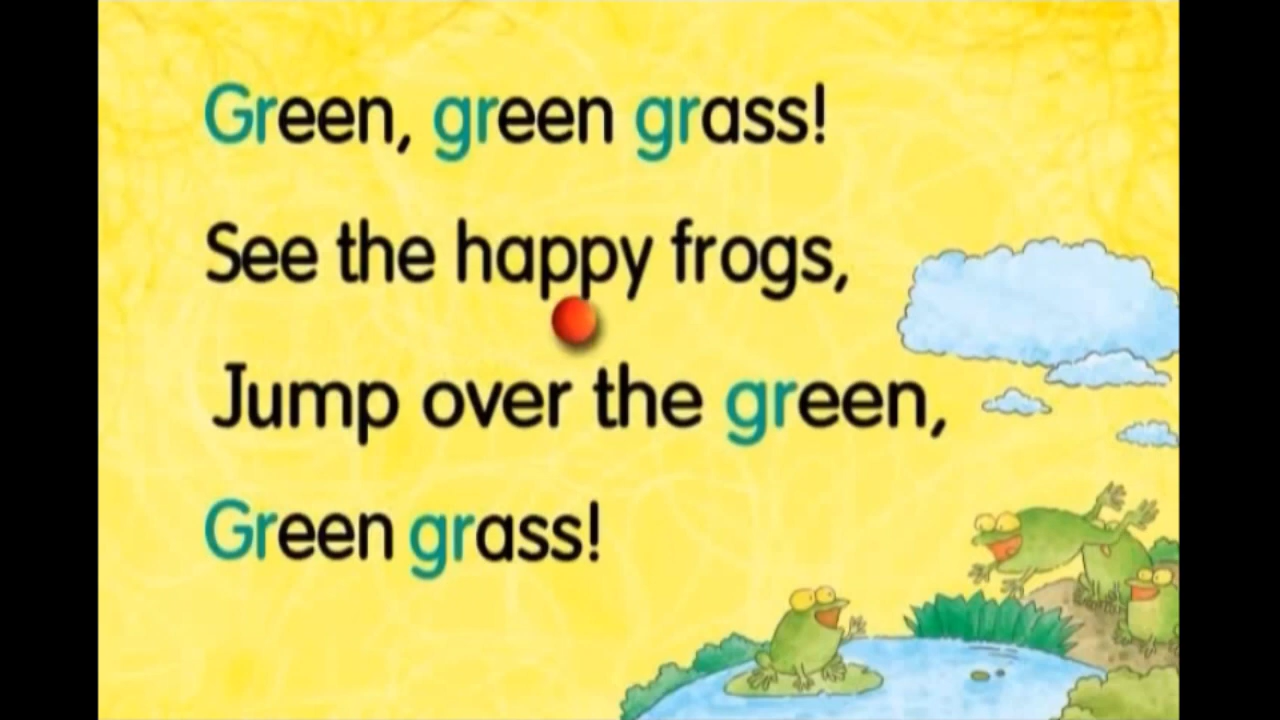 Green, green grass!
See the happy frogs,
Jump over the green,
Green grass!